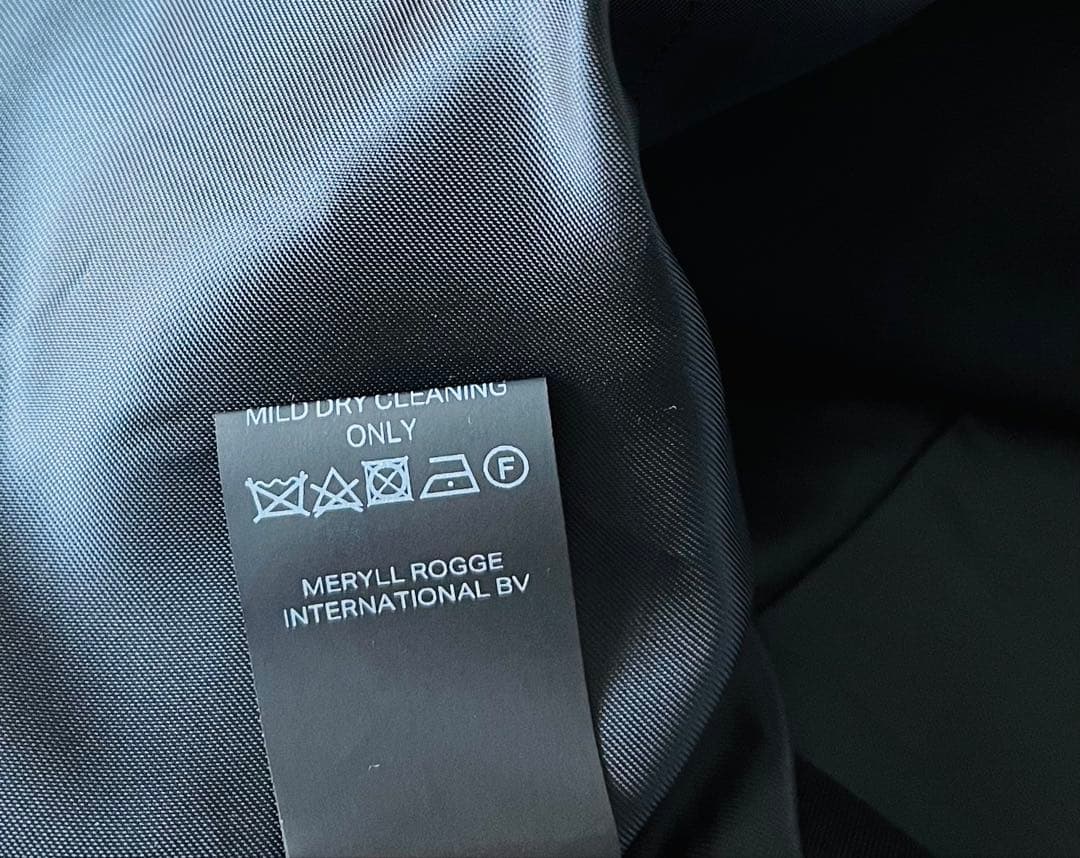 MILD DRY CLEANING
ONLY
F
MERYLL ROGGE
INTERNATIONAL BV